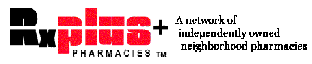 Rxplus+
PHARMACIES TM
A network of
independently owned
neighborhood pharmacies